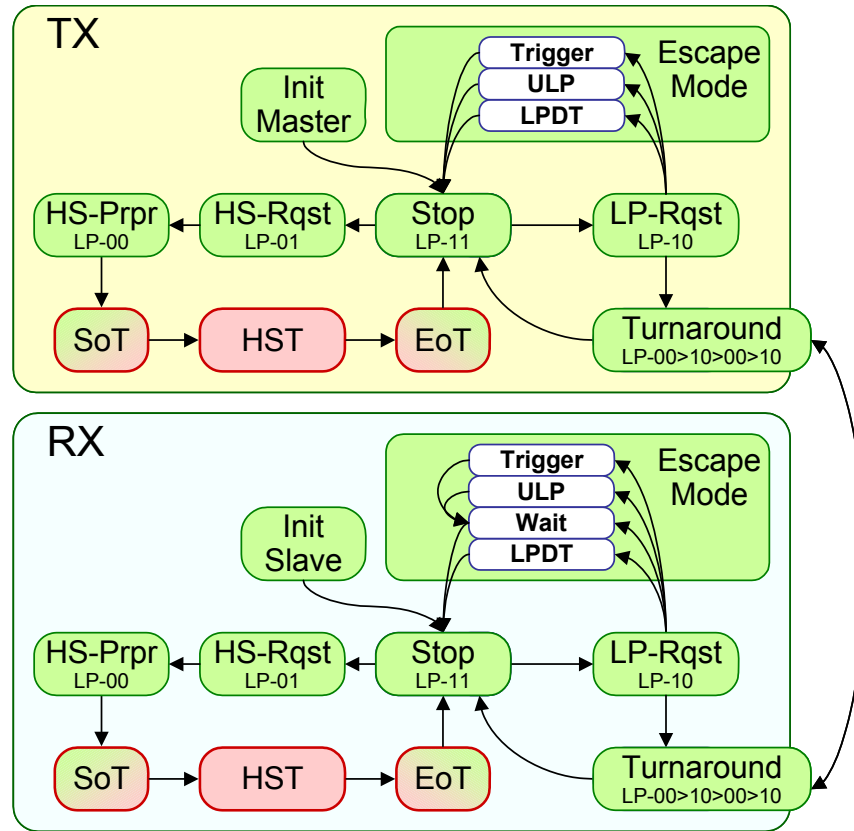 TX
Trigger
ULP
LPDT
Escape
Mode
Init
Master
HS-Prpr
LP-00
HS-Rqst
LP-01
Stop
LP-11
LP-Rqst
LP-10
SoT
HST
EoT
Turnaround
LP-00>10>00>10
RX
Trigger
ULP
Wait
LPDT
Escape
Mode
Init
Slave
HS-Prpr
LP-00
HS-Rqst
LP-01
Stop
LP-11
LP-Rqst
LP-10
SoT
HST
EoT
Turnaround
LP-00>10>00>10